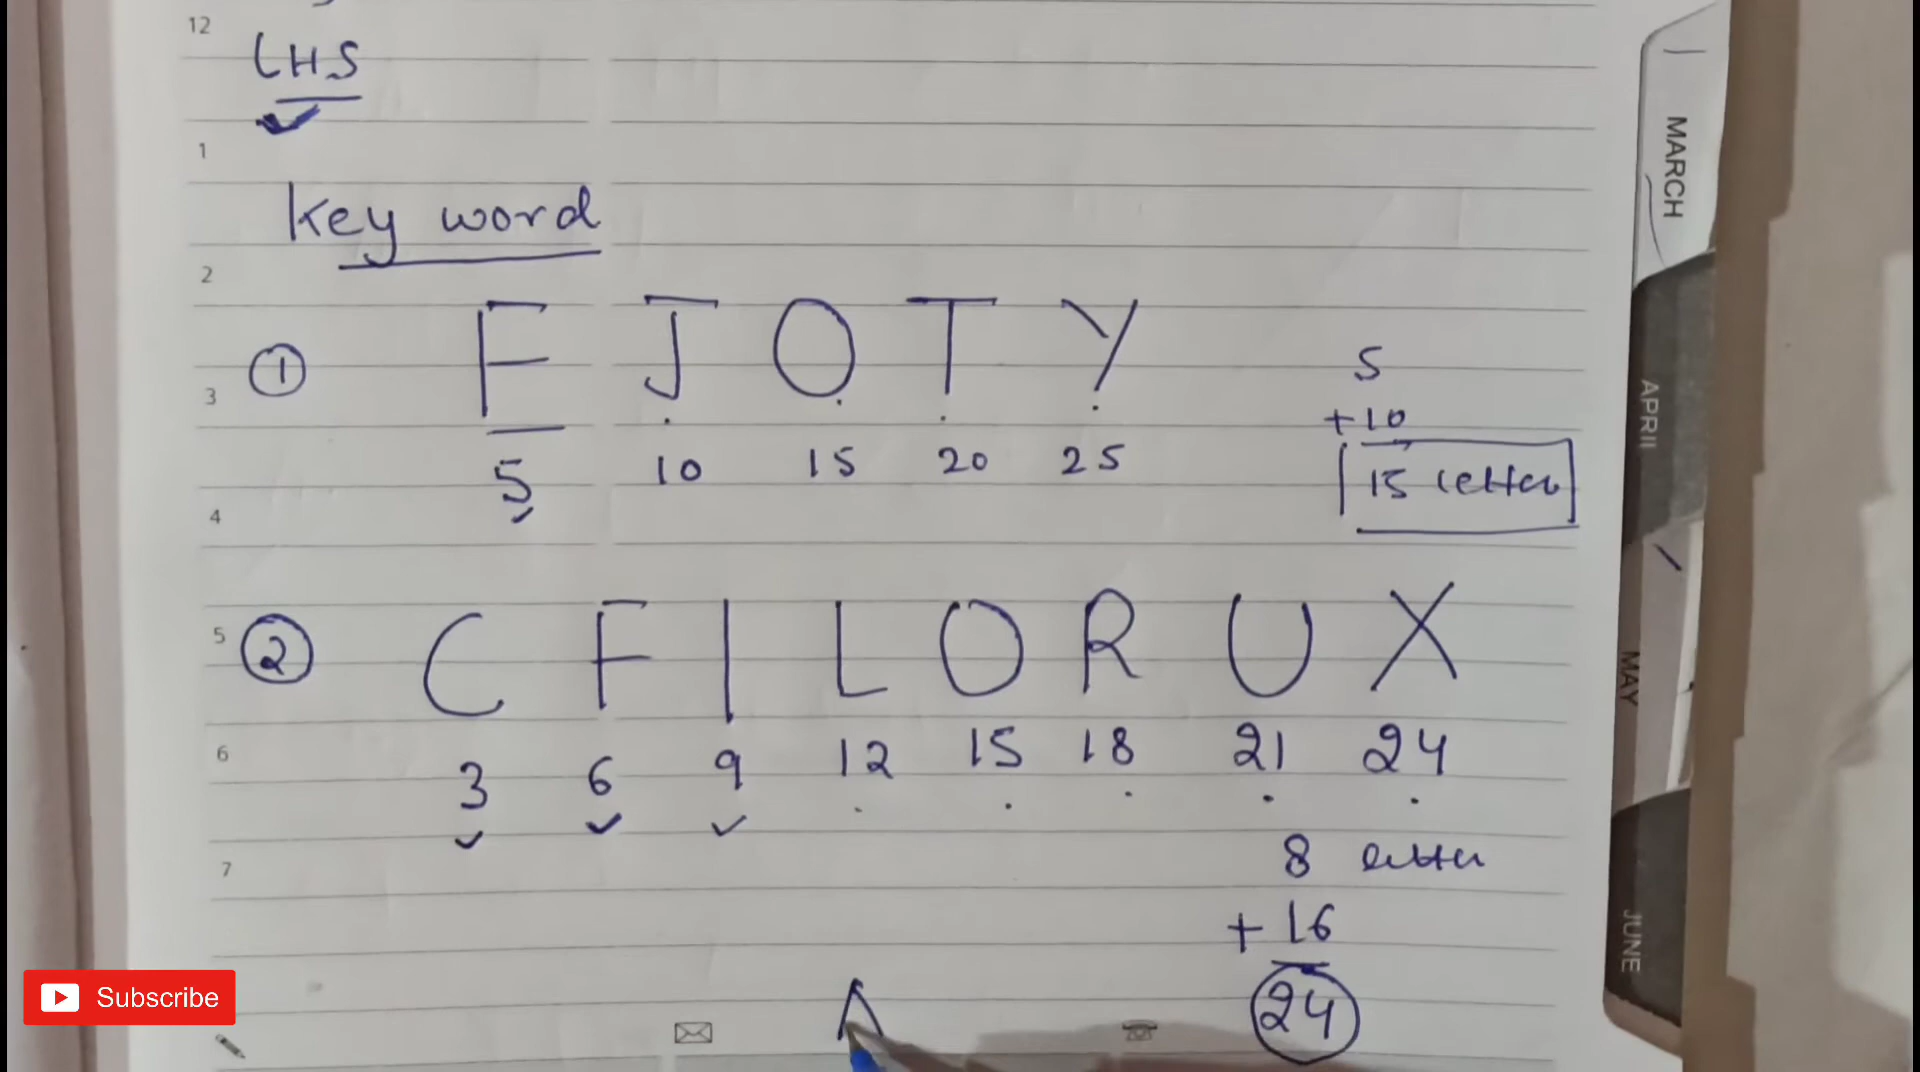 12
LHS
1
Key word
2
① E J O T Y
5
+10
15 letter
3
5 10 15 20 25
4
5
② C F I L O R U X
6
3 6 9 12 15 18 21 24
7
8 letter
+ 16
24
A
MARCH
APRIL
MAY
JUNE
Subscribe